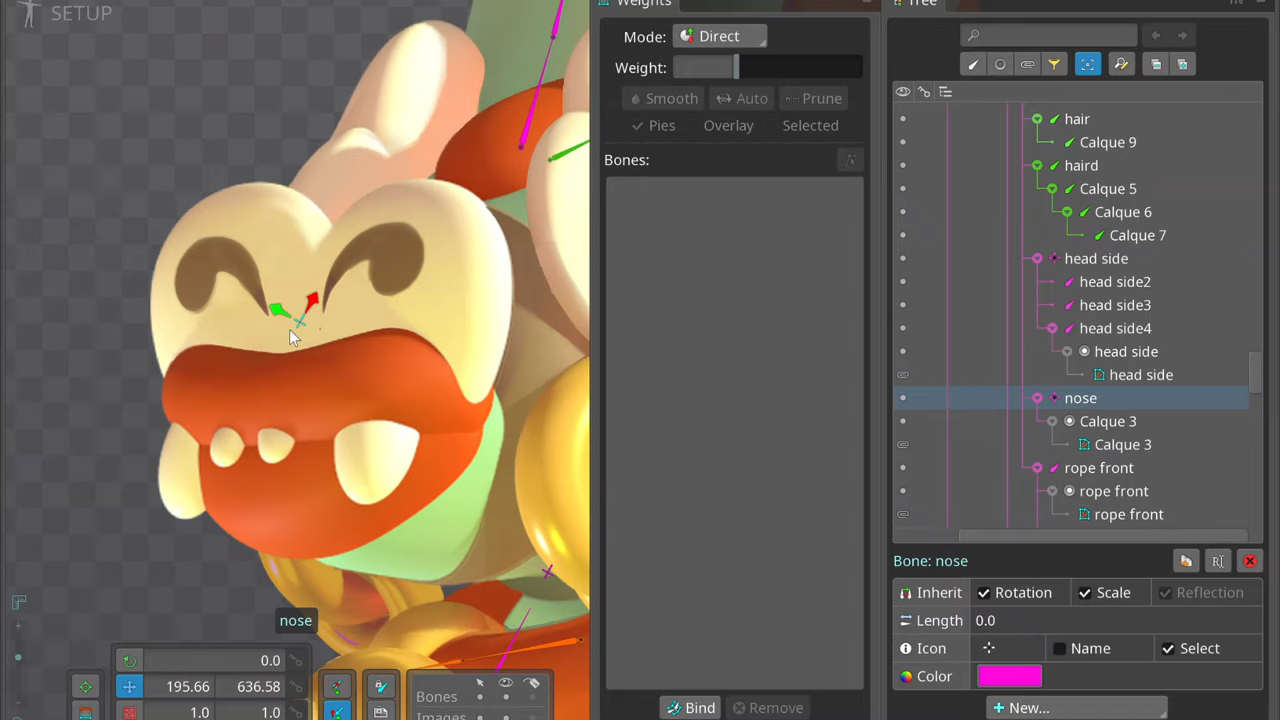 SETUP
Weights
Tree
Mode: Direct
Weight:
Smooth Auto Prune
Pies Overlay Selected
Bones:
Bind Remove
hair
Calque 9
haird
Calque 5
Calque 6
Calque 7
head side
head side2
head side3
head side4
head side
head side
nose
Calque 3
Calque 3
rope front
rope front
rope front
Bone: nose
Inherit Rotation Scale Reflection
Length 0.0
Icon Name Select
Color
New...
nose
0.0
195.66 636.58
1.0 1.0
Bones
Images